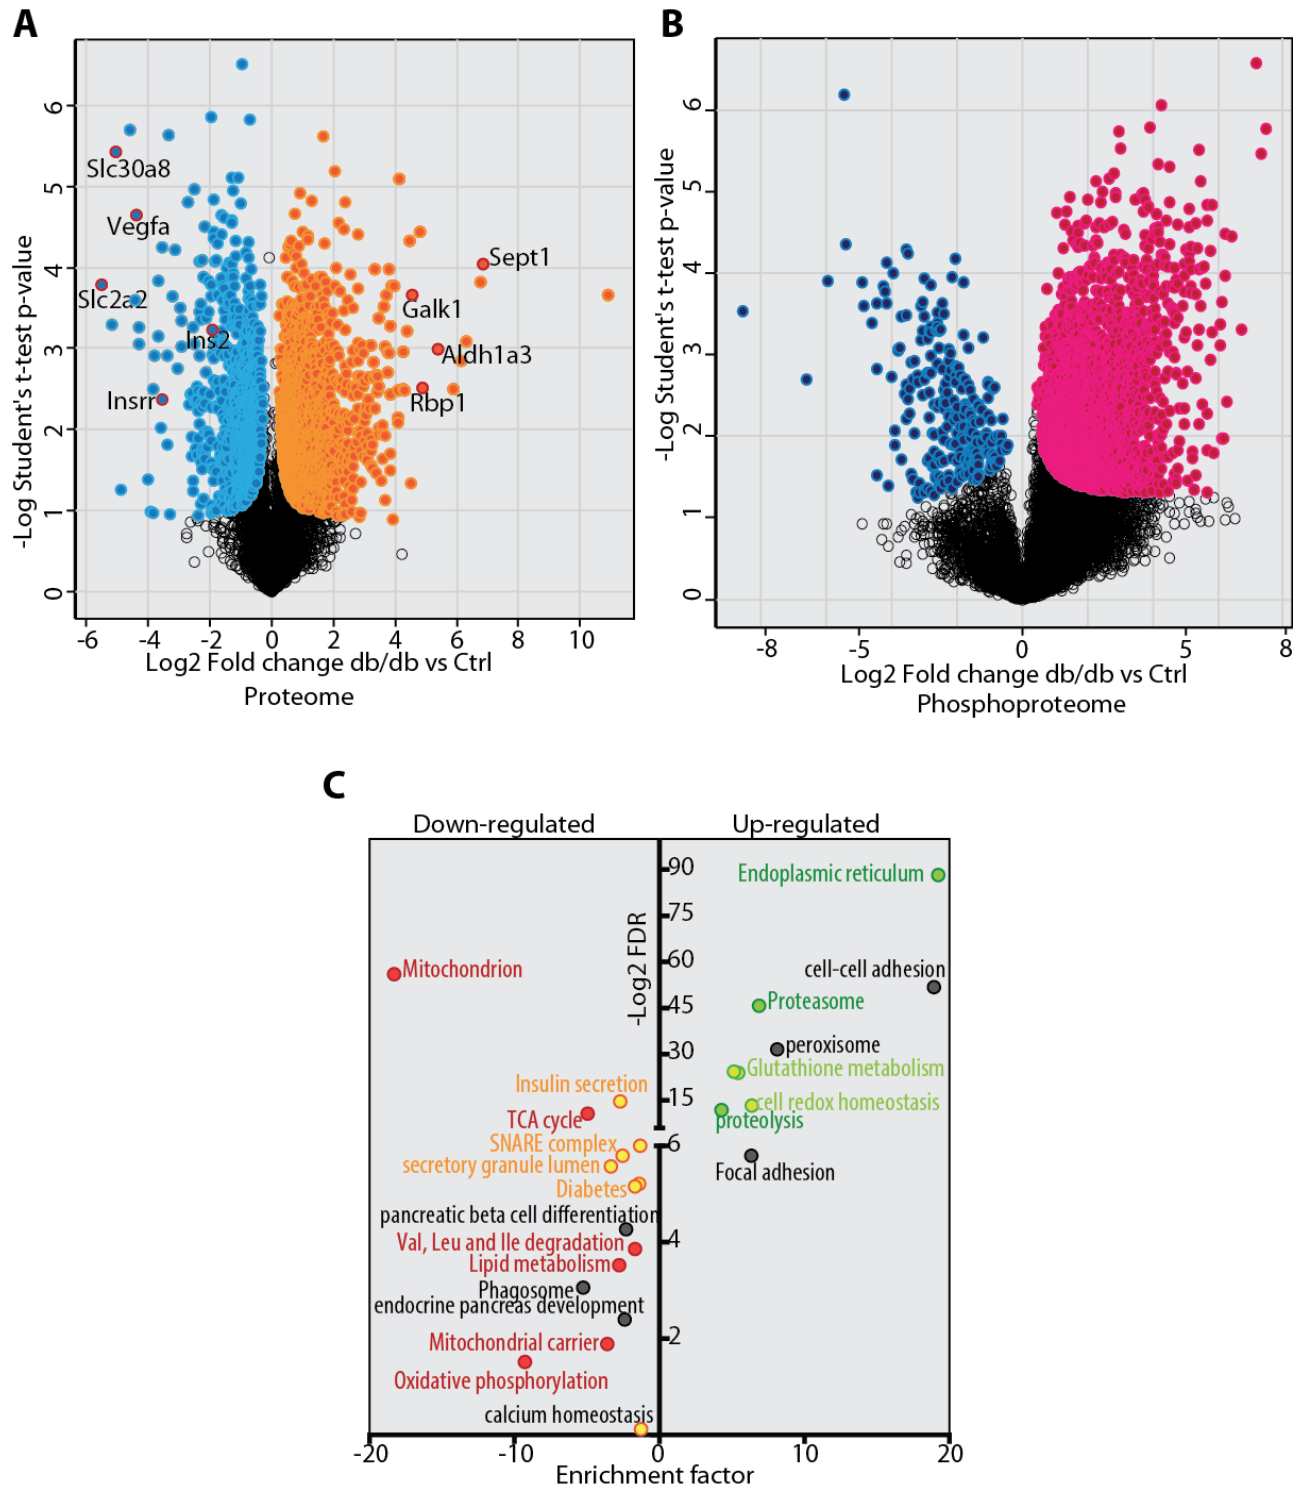 A
-Log Student's t-test p-value
6
5
4
3
2
1
0
Slc30a8
Vegfa
Slc2a2
Ins2
Insrr
Sept1
Galk1
Aldh1a3
Rbp1
-6 -4 -2 0 2 4 6 8 10
Log2 Fold change db/db vs Ctrl
Proteome
B
-Log Student's t-test p-value
6
5
4
3
2
1
0
-8 -5 0 5 8
Log2 Fold change db/db vs Ctrl
Phosphoproteome
C
Down-regulated Up-regulated
-Log2 FDR
90
75
60
45
30
15
6
4
2
Endoplasmic reticulum
Mitochondrion
cell-cell adhesion
Proteasome
peroxisome
Glutathione metabolism
Insulin secretion
cell redox homeostasis
TCA cycle
proteolysis
SNARE complex
secretory granule lumen
Focal adhesion
Diabetes
pancreatic beta cell differentiation
Val, Leu and Ile degradation
Lipid metabolism
Phagosome
endocrine pancreas development
Mitochondrial carrier
Oxidative phosphorylation
calcium homeostasis
-20 -10 0 10 20
Enrichment factor